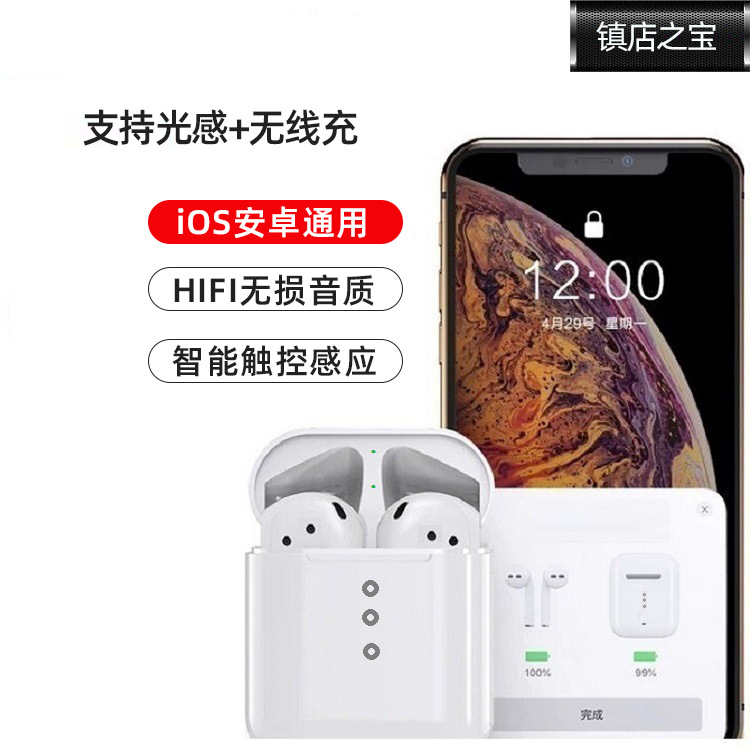 镇店之宝
支持光感+无线充
iOS安卓通用
HIFI无损音质
智能触控感应
12:00
4月29号 星期一
X
100%
99%
完成